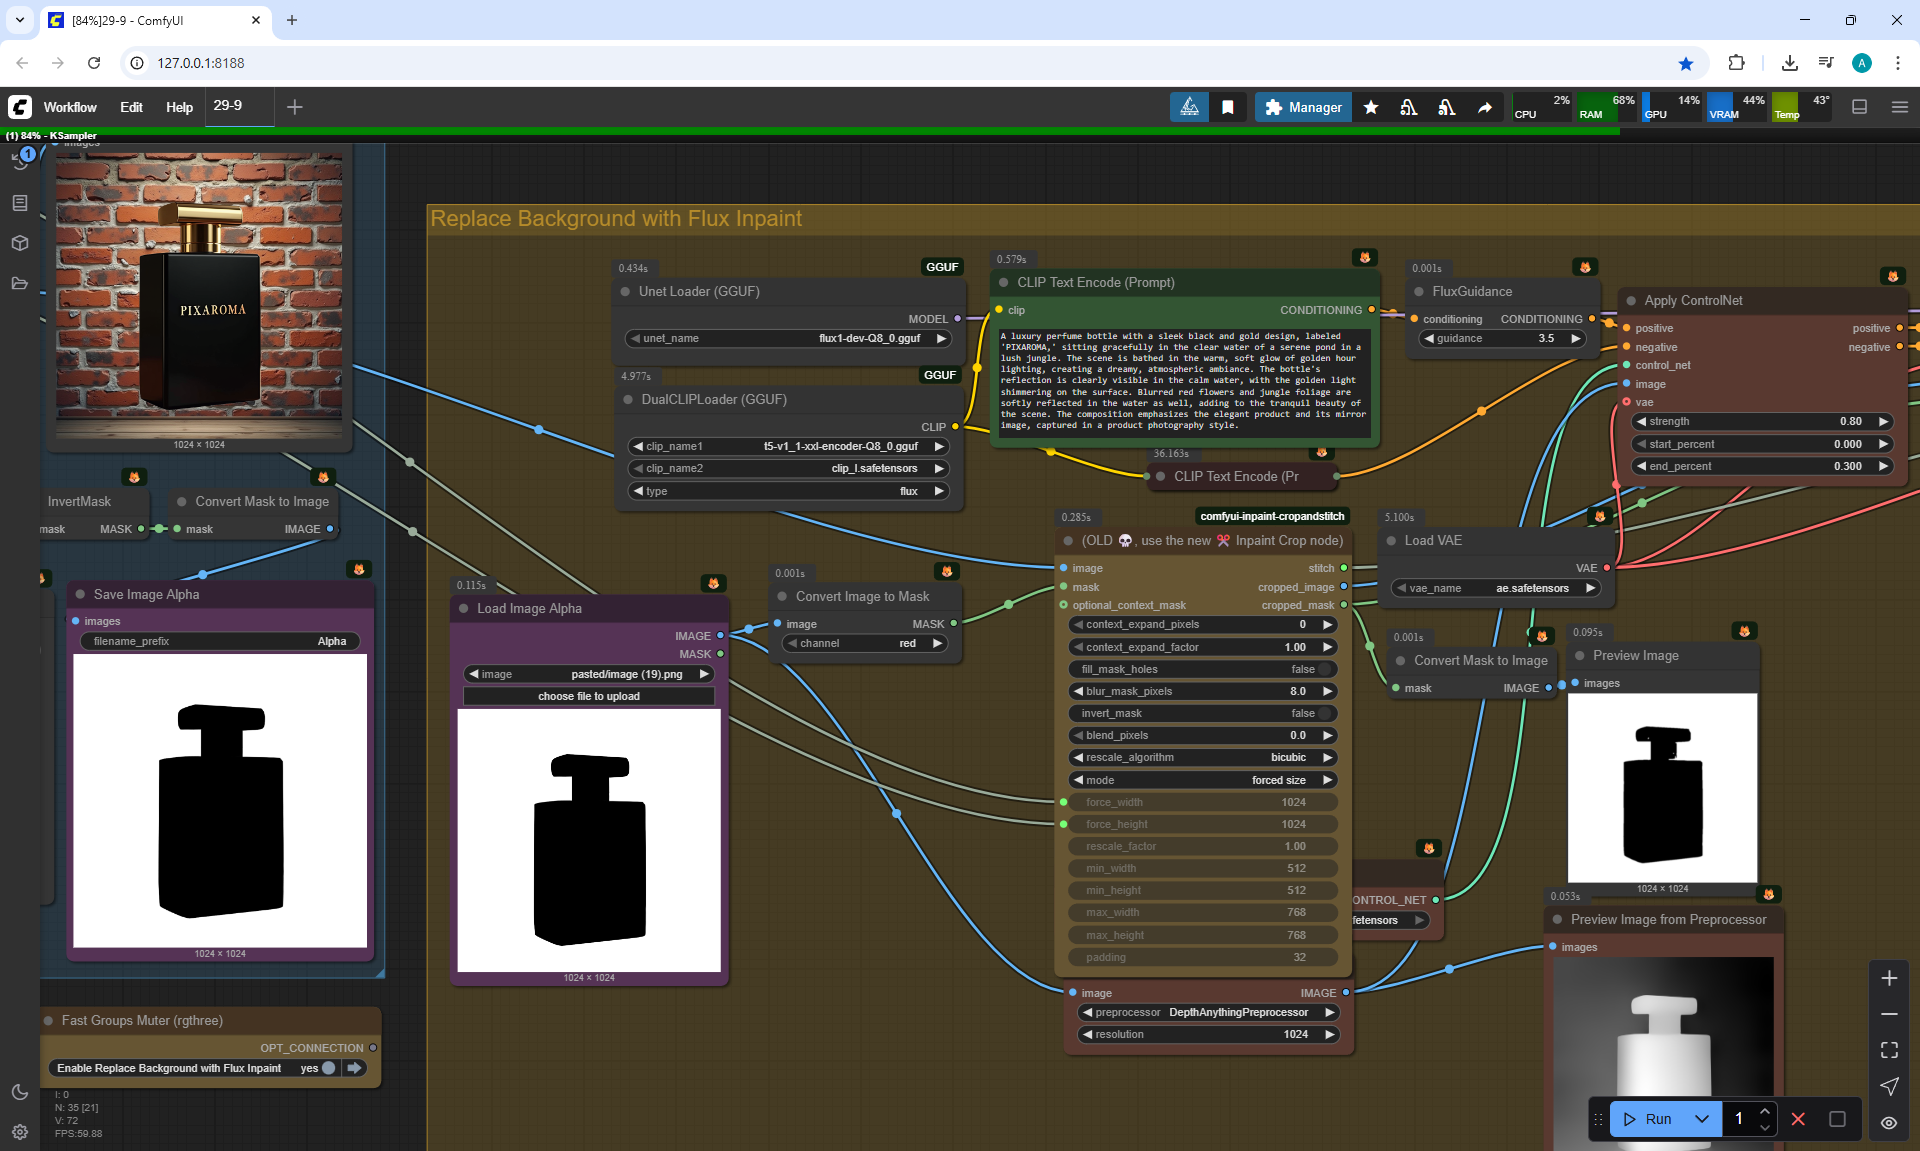 [84%]29-9 - ComfyUI
127.0.0.1:8188
A
Workflow Edit Help 29-9
Manager
CPU 2%
RAM 68%
GPU 14%
VRAM 44%
Temp 43°
(1) 84% - KSampler
1
images
PIXAROMA
1024 × 1024
InvertMask
mask MASK
Convert Mask to Image
mask IMAGE
Save Image Alpha
images
filename_prefix Alpha
1024 × 1024
Fast Groups Muter (rgthree)
OPT_CONNECTION
Enable Replace Background with Flux Inpaint yes
I: 0
N: 35 [21]
V: 72
FPS:59.88
Replace Background with Flux Inpaint
0.434s GGUF
Unet Loader (GGUF)
MODEL
unet_name flux1-dev-Q8_0.gguf
4.977s GGUF
DualCLIPLoader (GGUF)
CLIP
clip_name1 t5-v1_1-xxl-encoder-Q8_0.gguf
clip_name2 clip_l.safetensors
type flux
0.579s
CLIP Text Encode (Prompt)
clip CONDITIONING
A luxury perfume bottle with a sleek black and gold design, labeled
'PIXAROMA,' sitting gracefully in the clear water of a serene pond in a
lush jungle. The scene is bathed in the warm, soft glow of golden hour
lighting, creating a dreamy, atmospheric ambiance. The bottle's
reflection is clearly visible in the calm water, with the golden light
shimmering on the surface. Blurred red flowers and jungle foliage are
softly reflected in the water as well, adding to the tranquil beauty of
the scene. The composition emphasizes the elegant product and its mirror
image, captured in a product photography style.
36.163s
CLIP Text Encode (Pr
0.001s
FluxGuidance
conditioning CONDITIONING
guidance 3.5
Apply ControlNet
positive positive
negative negative
control_net
image
vae
strength 0.80
start_percent 0.000
end_percent 0.300
0.115s
Load Image Alpha
IMAGE
MASK
image pasted/image (19).png
choose file to upload
1024 × 1024
0.001s
Convert Image to Mask
image MASK
channel red
0.285s comfyui-inpaint-cropandstitch
(OLD 💀, use the new ✂️ Inpaint Crop node)
image stitch
mask cropped_image
optional_context_mask cropped_mask
context_expand_pixels 0
context_expand_factor 1.00
fill_mask_holes false
blur_mask_pixels 8.0
invert_mask false
blend_pixels 0.0
rescale_algorithm bicubic
mode forced size
force_width 1024
force_height 1024
rescale_factor 1.00
min_width 512
min_height 512
max_width 768
max_height 768
padding 32
image IMAGE
preprocessor DepthAnythingPreprocessor
resolution 1024
5.100s
Load VAE
VAE
vae_name ae.safetensors
0.001s
Convert Mask to Image
mask IMAGE
0.095s
Preview Image
images
1024 × 1024
ONTROL_NET
fetensors
0.053s
Preview Image from Preprocessor
images
Run 1